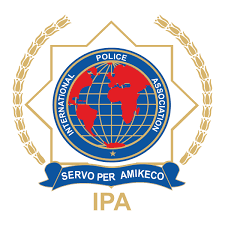 INTERNATIONAL POLICE ASSOCIATION
SERVO PER AMIKECO
IPA